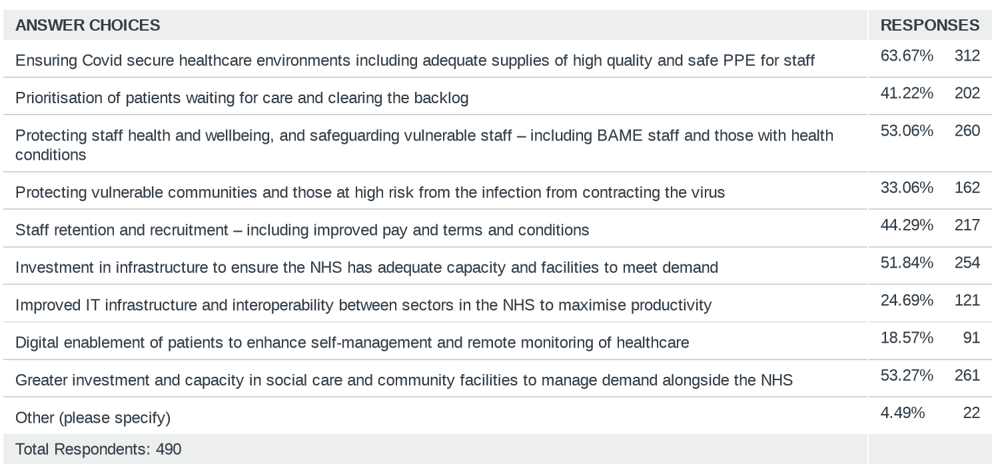 ANSWER CHOICES RESPONSES
Ensuring Covid secure healthcare environments including adequate supplies of high quality and safe PPE for staff 63.67% 312
Prioritisation of patients waiting for care and clearing the backlog 41.22% 202
Protecting staff health and wellbeing, and safeguarding vulnerable staff – including BAME staff and those with health 53.06% 260
conditions
Protecting vulnerable communities and those at high risk from the infection from contracting the virus 33.06% 162
Staff retention and recruitment – including improved pay and terms and conditions 44.29% 217
Investment in infrastructure to ensure the NHS has adequate capacity and facilities to meet demand 51.84% 254
Improved IT infrastructure and interoperability between sectors in the NHS to maximise productivity 24.69% 121
Digital enablement of patients to enhance self-management and remote monitoring of healthcare 18.57% 91
Greater investment and capacity in social care and community facilities to manage demand alongside the NHS 53.27% 261
Other (please specify) 4.49% 22
Total Respondents: 490